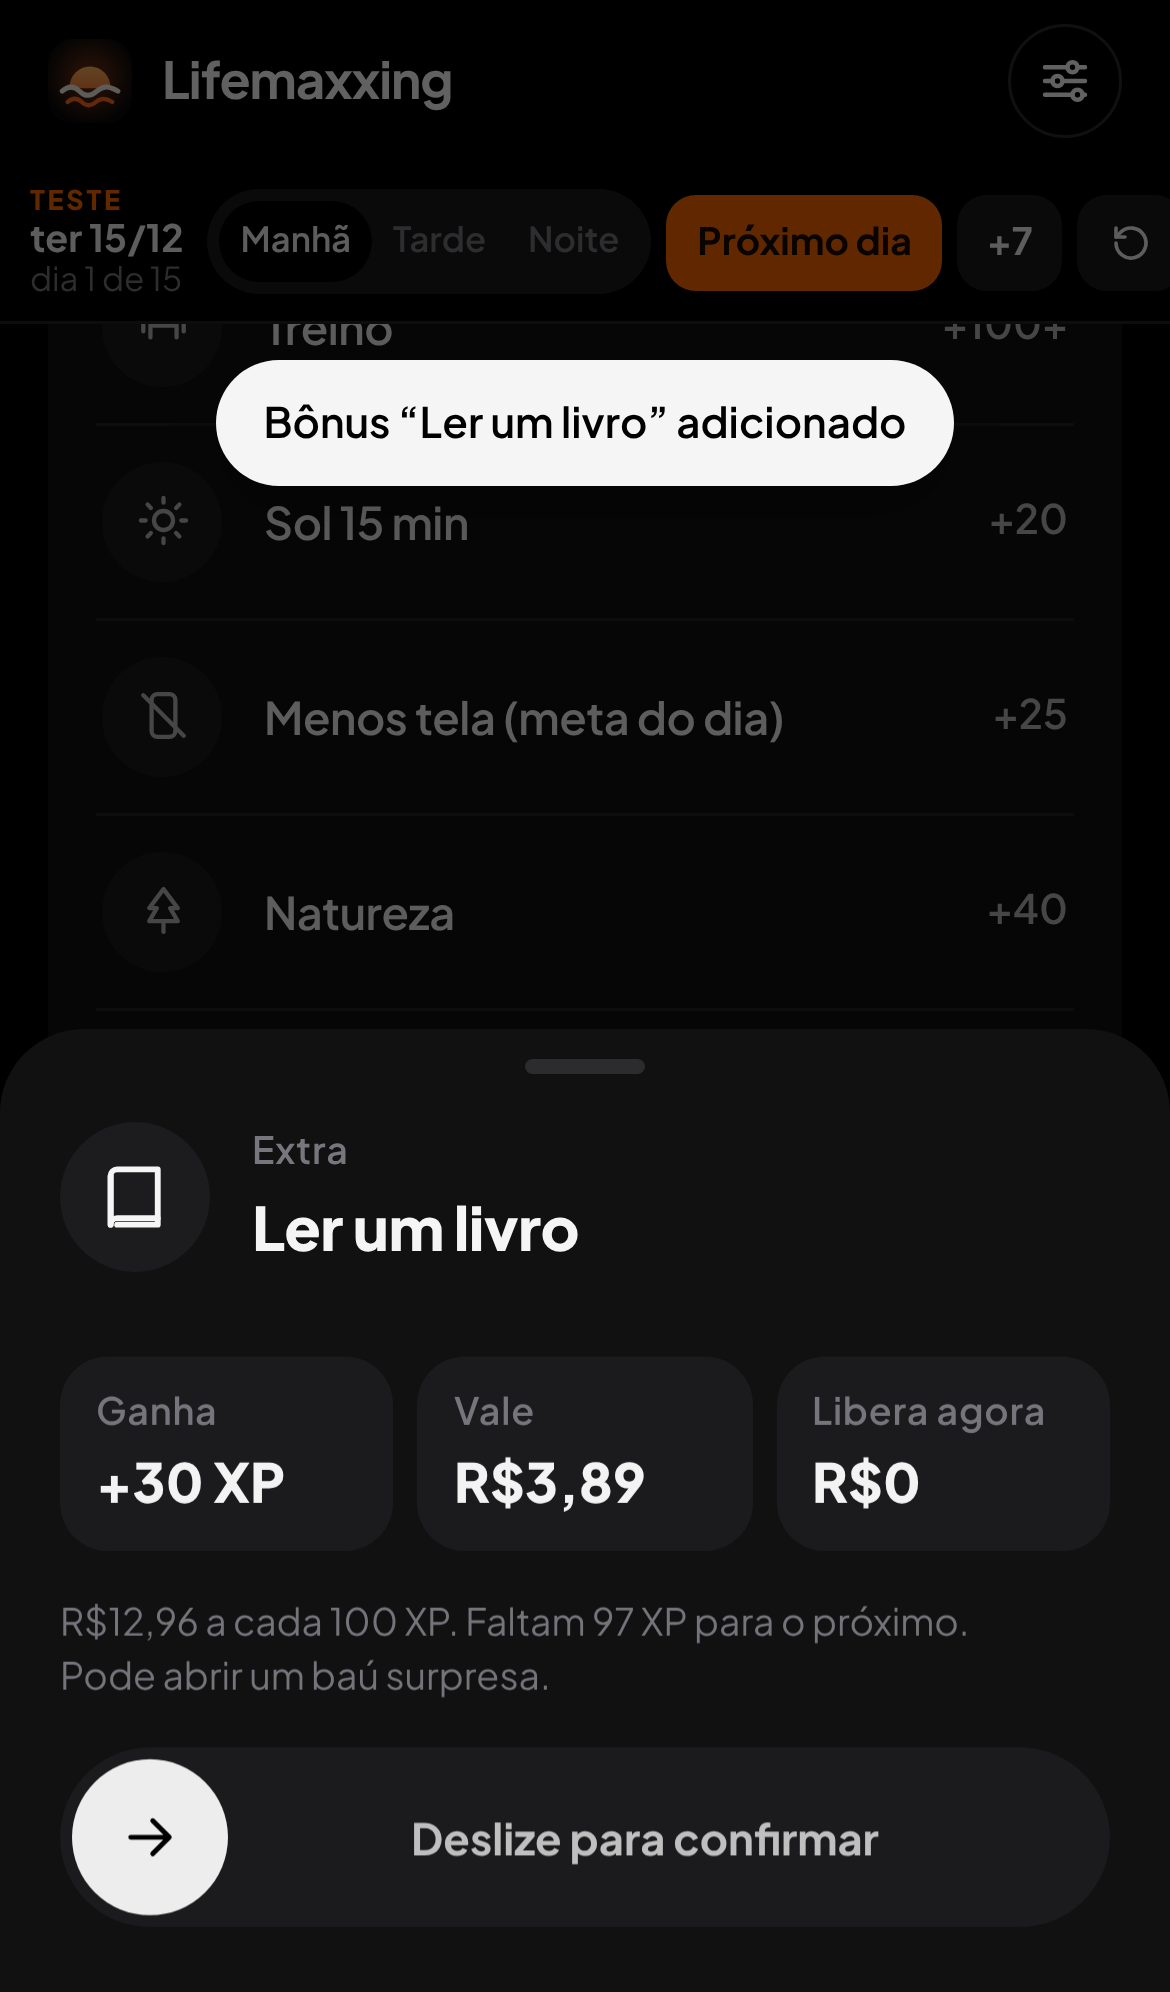 Lifemaxxing
TESTE
ter 15/12
dia 1 de 15
Manhã
Tarde
Noite
Próximo dia
+7
Treino
+100+
Bônus “Ler um livro” adicionado
Sol 15 min
+20
Menos tela (meta do dia)
+25
Natureza
+40
Extra
Ler um livro
Ganha
+30 XP
Vale
R$3,89
Libera agora
R$0
R$12,96 a cada 100 XP. Faltam 97 XP para o próximo.
Pode abrir um baú surpresa.
Deslize para confirmar